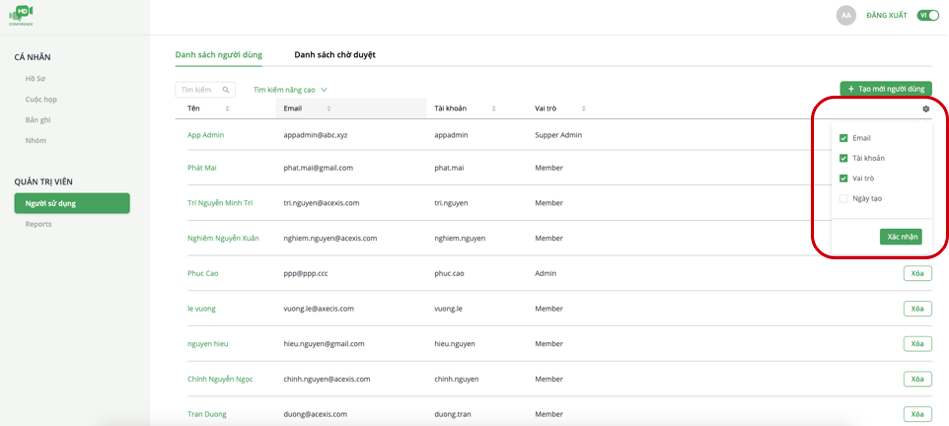 MD
CONFERENCE
AA
ĐĂNG XUẤT
VI
CÁ NHÂN
Hồ Sơ
Cuộc họp
Bản ghi
Nhóm
QUẢN TRỊ VIÊN
Người sử dụng
Reports
Danh sách người dùng
Danh sách chờ duyệt
Tìm kiếm
Tìm kiếm nâng cao
+ Tạo mới người dùng
Tên Email Tài khoản Vai trò
App Admin appadmin@abc.xyz appadmin Supper Admin
Phát Mai phat.mai@gmail.com phat.mai Member
Trí Nguyễn Minh Trí tri.nguyen@acexis.com tri.nguyen Member
Nghiêm Nguyễn Xuân nghiem.nguyen@acexis.com nghiem.nguyen Member
Phuc Cao ppp@ppp.ccc phuc.cao Admin Xóa
le vuong vuong.le@axecis.com vuong.le Member Xóa
nguyen hieu hieu.nguyen@gmail.com hieu.nguyen Member Xóa
Chính Nguyễn Ngọc chinh.nguyen@acexis.com chinh.nguyen Member Xóa
Tran Duong duong@acexis.com duong.tran Member Xóa
Email
Tài khoản
Vai trò
Ngày tạo
Xác nhận